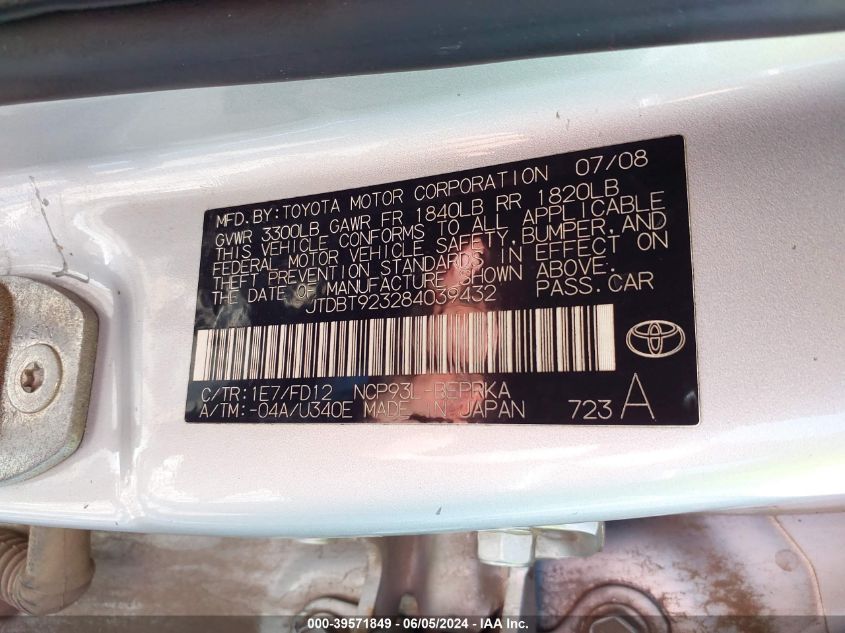 MFD. BY: TOYOTA MOTOR CORPORATION 07/08
GVWR 3300LB GAWR FR 1840LB RR 1820LB
THIS VEHICLE CONFORMS TO ALL APPLICABLE
FEDERAL MOTOR VEHICLE SAFETY, BUMPER, AND
THEFT PREVENTION STANDARDS IN EFFECT ON
THE DATE OF MANUFACTURE SHOWN ABOVE.
JTDBT923284039432 PASS. CAR
C/TR: 1E7/FD12 NCP93L-BEPRKA
A/TM: -04A/U340E MADE IN JAPAN 723 A
000-39571849 | 06/05/2024 | IAA Inc.